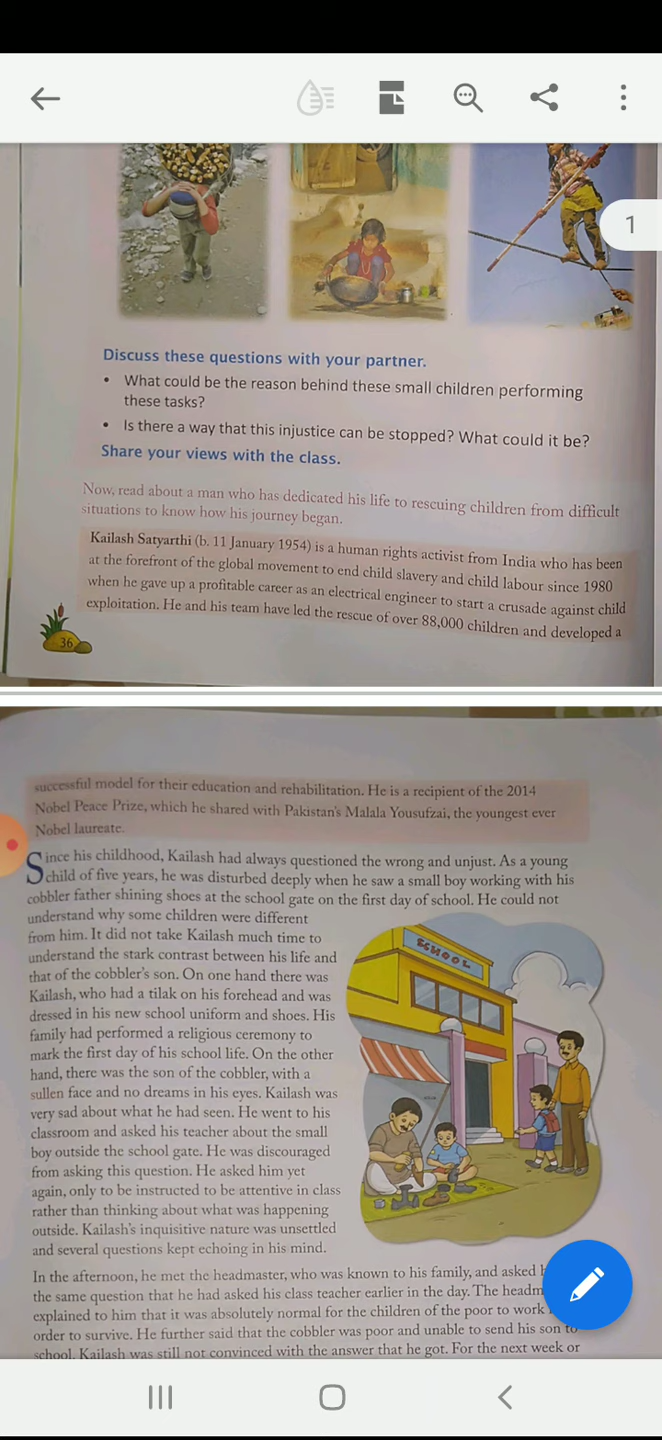 1
Discuss these questions with your partner.
• What could be the reason behind these small children performing
these tasks?
• Is there a way that this injustice can be stopped? What could it be?
Share your views with the class.
Now, read about a man who has dedicated his life to rescuing children from difficult
situations to know how his journey began.
Kailash Satyarthi (b. 11 January 1954) is a human rights activist from India who has been
at the forefront of the global movement to end child slavery and child labour since 1980
when he gave up a profitable career as an electrical engineer to start a crusade against child
exploitation. He and his team have led the rescue of over 88,000 children and developed a
36
successful model for their education and rehabilitation. He is a recipient of the 2014
Nobel Peace Prize, which he shared with Pakistan's Malala Yousufzai, the youngest ever
Nobel laureate.
Since his childhood, Kailash had always questioned the wrong and unjust. As a young
child of five years, he was disturbed deeply when he saw a small boy working with his
cobbler father shining shoes at the school gate on the first day of school. He could not
understand why some children were different
from him. It did not take Kailash much time to
understand the stark contrast between his life and
that of the cobbler's son. On one hand there was
Kailash, who had a tilak on his forehead and was
dressed in his new school uniform and shoes. His
family had performed a religious ceremony to
mark the first day of his school life. On the other
hand, there was the son of the cobbler, with a
sullen face and no dreams in his eyes. Kailash was
very sad about what he had seen. He went to his
classroom and asked his teacher about the small
boy outside the school gate. He was discouraged
from asking this question. He asked him yet
again, only to be instructed to be attentive in class
rather than thinking about what was happening
outside. Kailash's inquisitive nature was unsettled
and several questions kept echoing in his mind.
SCHOOL
In the afternoon, he met the headmaster, who was known to his family, and asked
the same question that he had asked his class teacher earlier in the day. The
explained to him that it was absolutely normal for the children of the poor to work
order to survive. He further said that the cobbler was poor and unable to send his son to
school. Kailash was still not convinced with the answer that he got. For the next week or